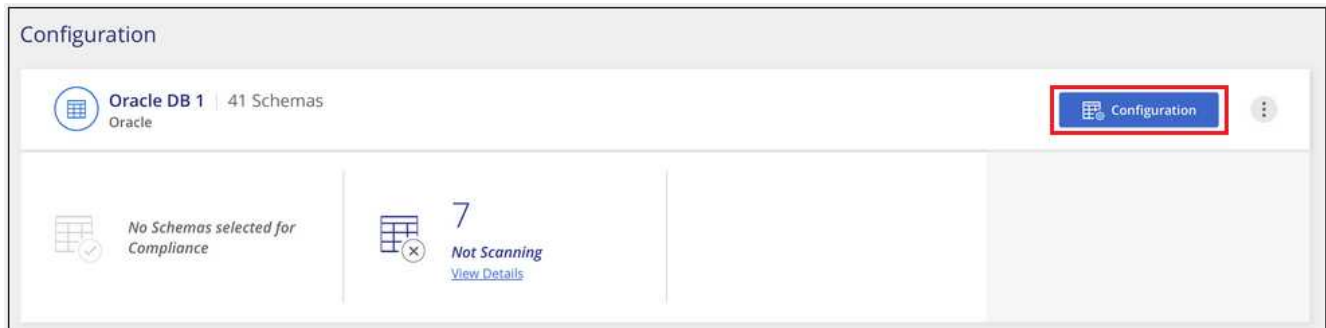 Configuration
Oracle DB 1 | 41 Schemas
Oracle
Configuration
No Schemas selected for
Compliance
7
Not Scanning
View Details